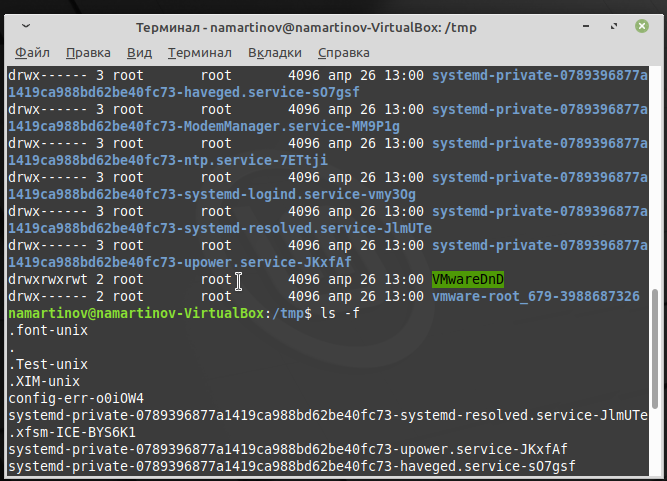 Терминал - namartinov@namartinov-VirtualBox: /tmp
Файл Правка Вид Терминал Вкладки Справка
drwx------ 3 root root 4096 апр 26 13:00 systemd-private-0789396877a
1419ca988bd62be40fc73-haveged.service-sO7gsf
drwx------ 3 root root 4096 апр 26 13:00 systemd-private-0789396877a
1419ca988bd62be40fc73-ModemManager.service-MM9P1g
drwx------ 3 root root 4096 апр 26 13:00 systemd-private-0789396877a
1419ca988bd62be40fc73-ntp.service-7ETtji
drwx------ 3 root root 4096 апр 26 13:00 systemd-private-0789396877a
1419ca988bd62be40fc73-systemd-logind.service-vmy3Og
drwx------ 3 root root 4096 апр 26 13:00 systemd-private-0789396877a
1419ca988bd62be40fc73-systemd-resolved.service-JlmUTe
drwx------ 3 root root 4096 апр 26 13:00 systemd-private-0789396877a
1419ca988bd62be40fc73-upower.service-JKxfAf
drwxrwxrwt 2 root root 4096 апр 26 13:00 VMwareDnD
drwx------ 2 root root 4096 апр 26 13:00 vmware-root_679-3988687326
namartinov@namartinov-VirtualBox:/tmp$ ls -f
.font-unix
.
.Test-unix
.XIM-unix
config-err-o0iOW4
systemd-private-0789396877a1419ca988bd62be40fc73-systemd-resolved.service-JlmUTe
.xfsm-ICE-BYS6K1
systemd-private-0789396877a1419ca988bd62be40fc73-upower.service-JKxfAf
systemd-private-0789396877a1419ca988bd62be40fc73-haveged.service-sO7gsf